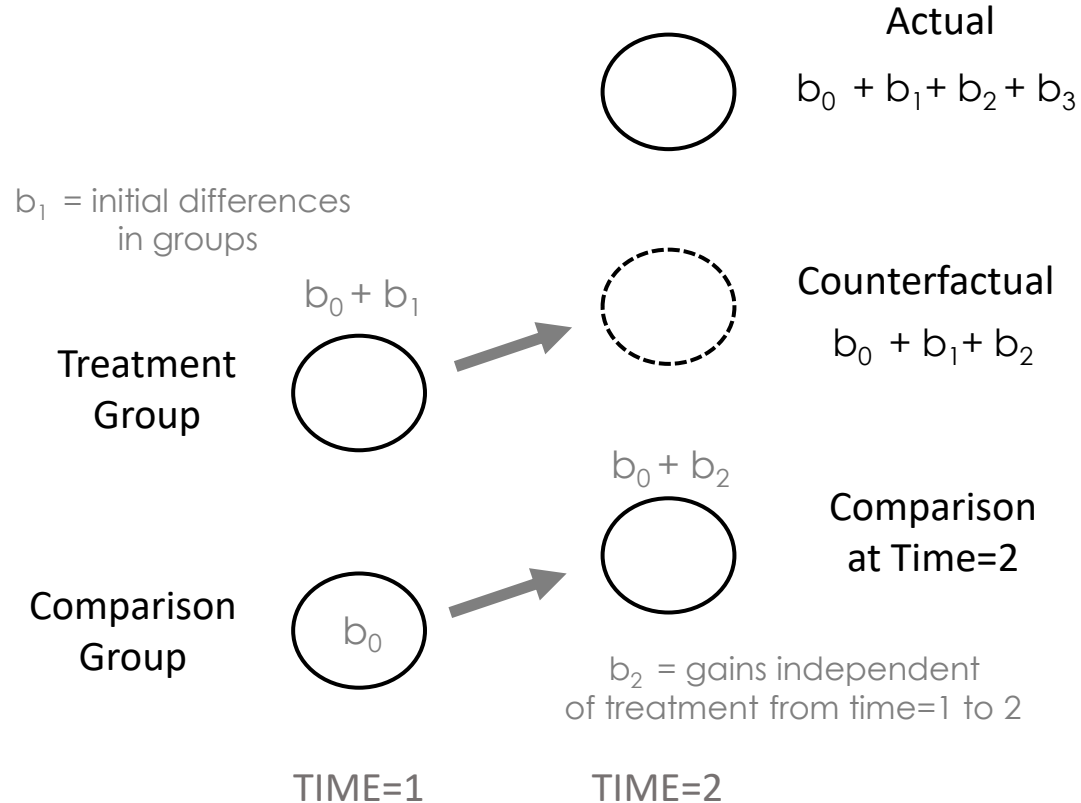 Actual
b₀ + b₁+ b₂ + b₃
b₁ = initial differences
in groups
b₀ + b₁
Counterfactual
b₀ + b₁+ b₂
Treatment
Group
b₀ + b₂
Comparison
at Time=2
Comparison
Group
b₀
b₂ = gains independent
of treatment from time=1 to 2
TIME=1
TIME=2